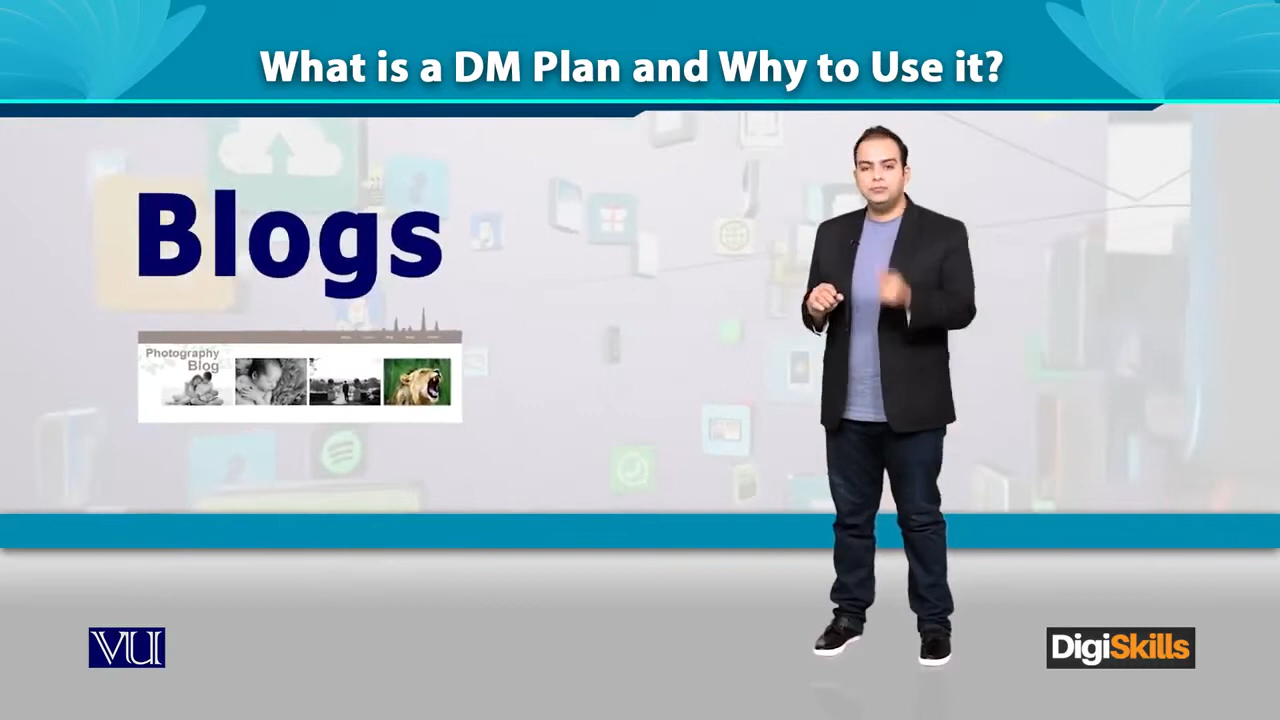 What is a DM Plan and Why to Use it?
Blogs
Photography
Blog
VU
DigiSkills